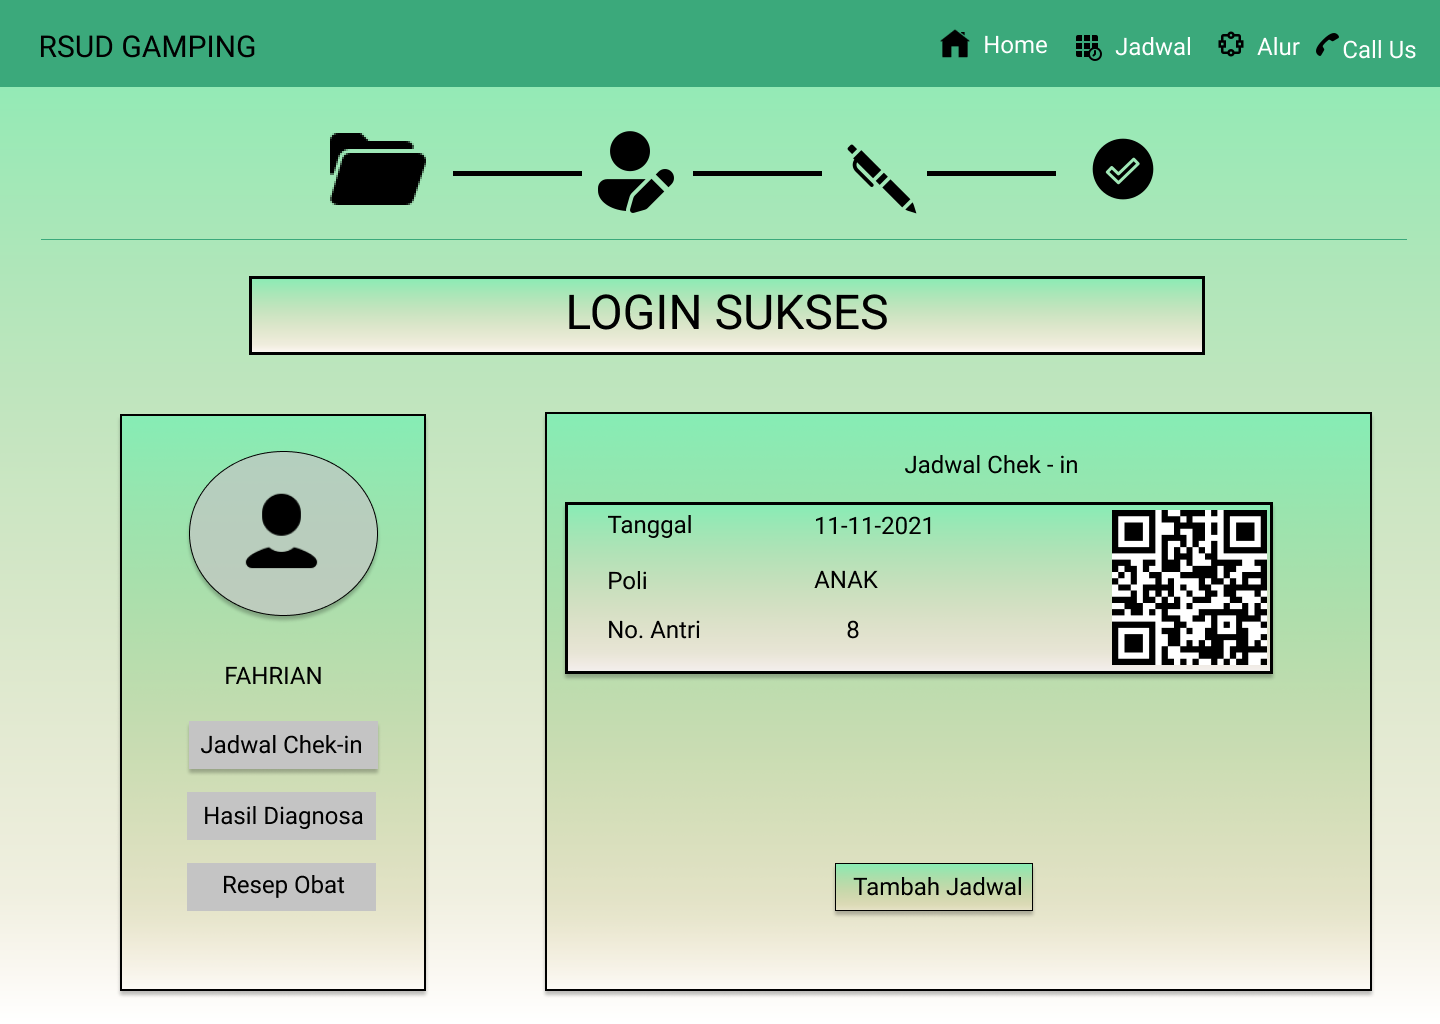 RSUD GAMPING
Home
Jadwal
Alur
Call Us
LOGIN SUKSES
FAHRIAN
Jadwal Chek-in
Hasil Diagnosa
Resep Obat
Jadwal Chek - in
Tanggal 11-11-2021
Poli ANAK
No. Antri 8
Tambah Jadwal